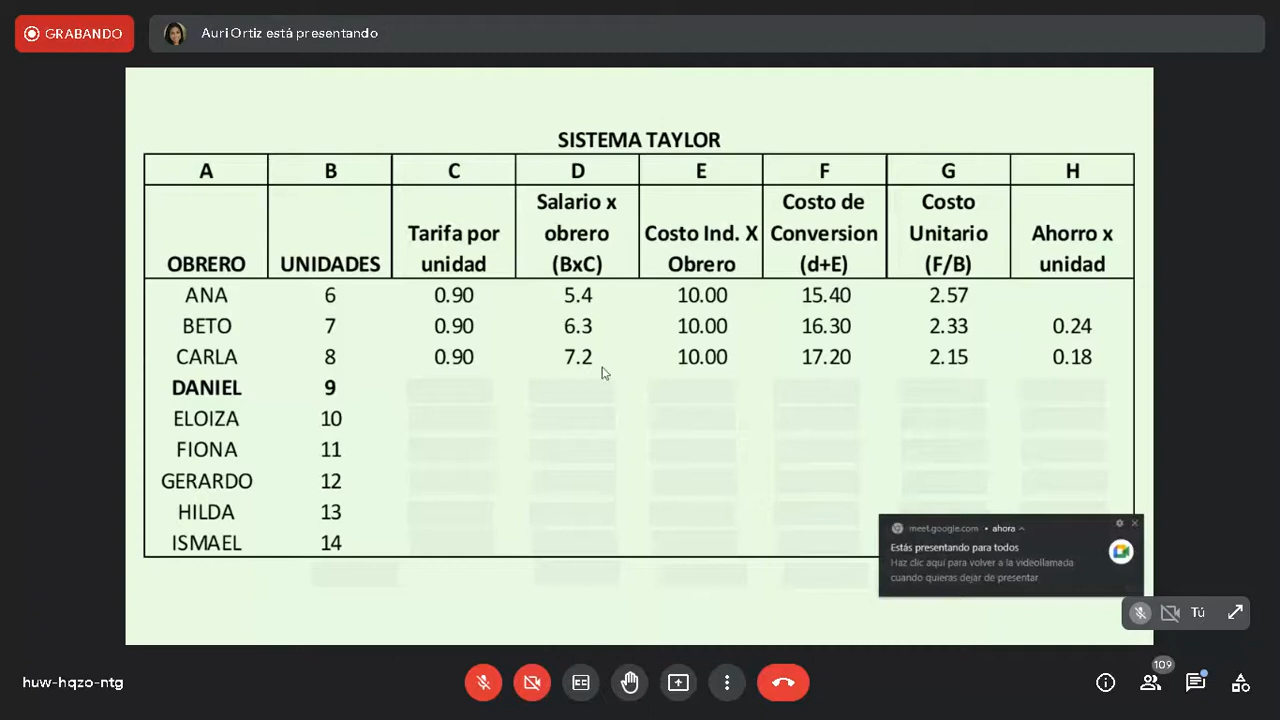 GRABANDO
Auri Ortiz está presentando
SISTEMA TAYLOR
A B C D E F G H
OBRERO UNIDADES Tarifa por unidad Salario x obrero (BxC) Costo Ind. X Obrero Costo de Conversion (d+E) Costo Unitario (F/B) Ahorro x unidad
ANA 6 0.90 5.4 10.00 15.40 2.57
BETO 7 0.90 6.3 10.00 16.30 2.33 0.24
CARLA 8 0.90 7.2 10.00 17.20 2.15 0.18
DANIEL 9
ELOIZA 10
FIONA 11
GERARDO 12
HILDA 13
ISMAEL 14
meet.google.com • ahora
Estás presentando para todos
Haz clic aquí para volver a la videollamada
cuando quieras dejar de presentar
Tú
huw-hqzo-ntg
109